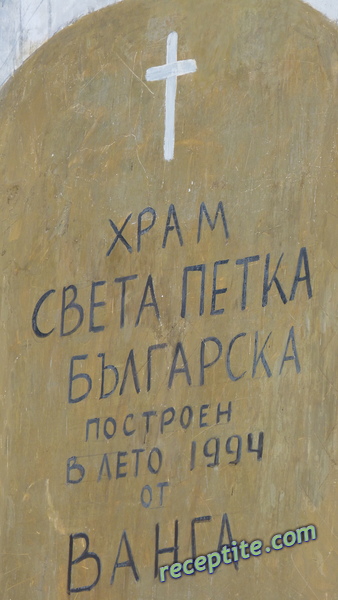 ХРАМ
СВЕТА ПЕТКА
БЪЛГАРСКА
ПОСТРОЕН
В ЛЕТО 1994
ОТ
ВАНГА
receptite.com